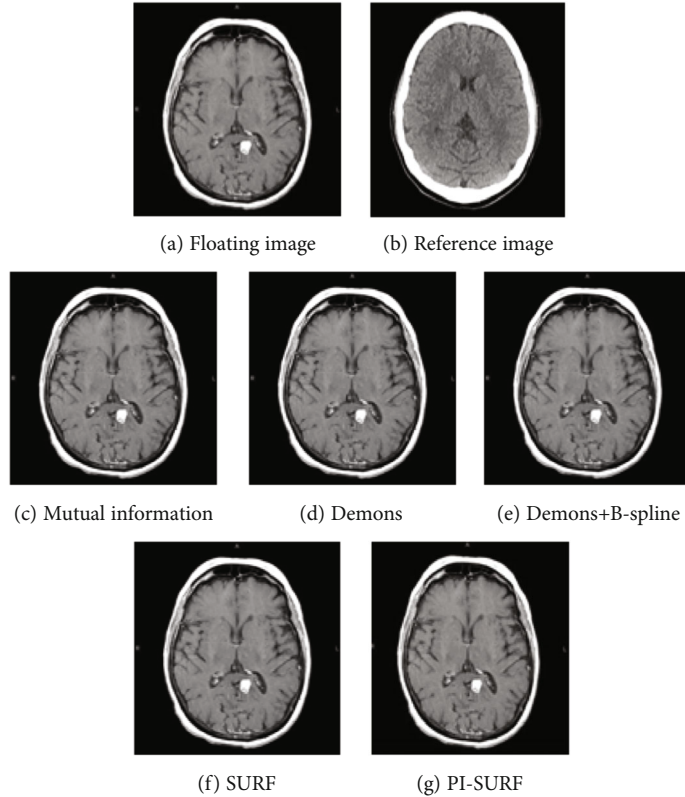 (a) Floating image
(b) Reference image
(c) Mutual information
(d) Demons
(e) Demons+B-spline
(f) SURF
(g) PI-SURF